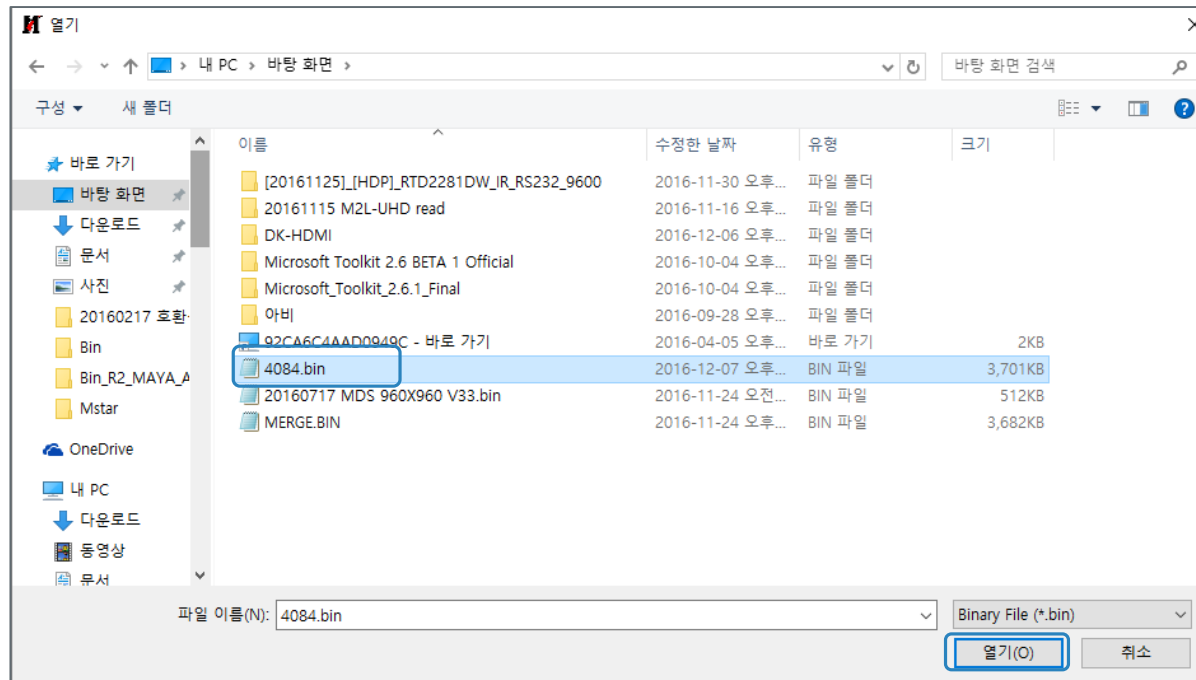 열기
내 PC > 바탕 화면 >
바탕 화면 검색
구성 새 폴더
이름 수정한 날짜 유형 크기
바로 가기
바탕 화면
다운로드
문서
사진
20160217 호환
Bin
Bin_R2_MAYA_A
Mstar
OneDrive
내 PC
다운로드
동영상
문서
[20161125]_[HDP]_RTD2281DW_IR_RS232_9600 2016-11-30 오후... 파일 폴더
20161115 M2L-UHD read 2016-11-16 오후... 파일 폴더
DK-HDMI 2016-12-06 오후... 파일 폴더
Microsoft Toolkit 2.6 BETA 1 Official 2016-10-04 오후... 파일 폴더
Microsoft_Toolkit_2.6.1_Final 2016-10-04 오후... 파일 폴더
아비 2016-09-28 오후... 파일 폴더
92CA6C4AAD0949C - 바로 가기 2016-04-05 오후... 바로 가기 2KB
4084.bin 2016-12-07 오후... BIN 파일 3,701KB
20160717 MDS 960X960 V33.bin 2016-11-24 오전... BIN 파일 512KB
MERGE.BIN 2016-11-24 오후... BIN 파일 3,682KB
파일 이름(N): 4084.bin Binary File (*.bin)
열기(O) 취소